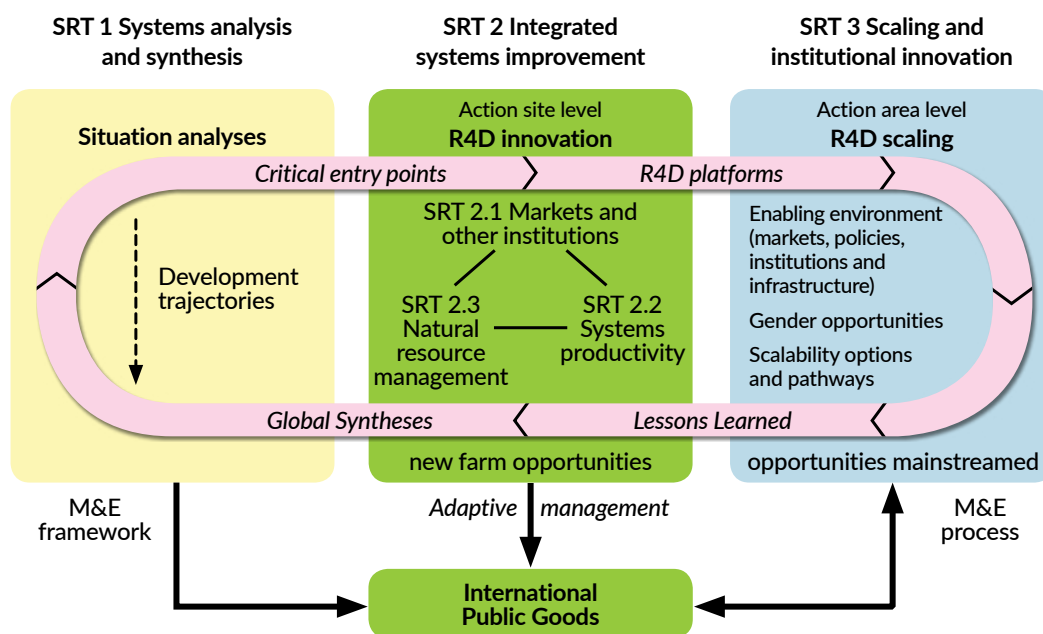 SRT 1 Systems analysis
and synthesis
SRT 2 Integrated
systems improvement
SRT 3 Scaling and
institutional innovation
Situation analyses
Action site level
R4D innovation
Action area level
R4D scaling
Critical entry points
R4D platforms
Development
trajectories
SRT 2.1 Markets and
other institutions
SRT 2.3
Natural
resource
management
SRT 2.2
Systems
productivity
Enabling environment
(markets, policies,
institutions and
infrastructure)
Gender opportunities
Scalability options
and pathways
Global Syntheses
Lessons Learned
new farm opportunities
opportunities mainstreamed
M&E
framework
Adaptive management
M&E
process
International
Public Goods